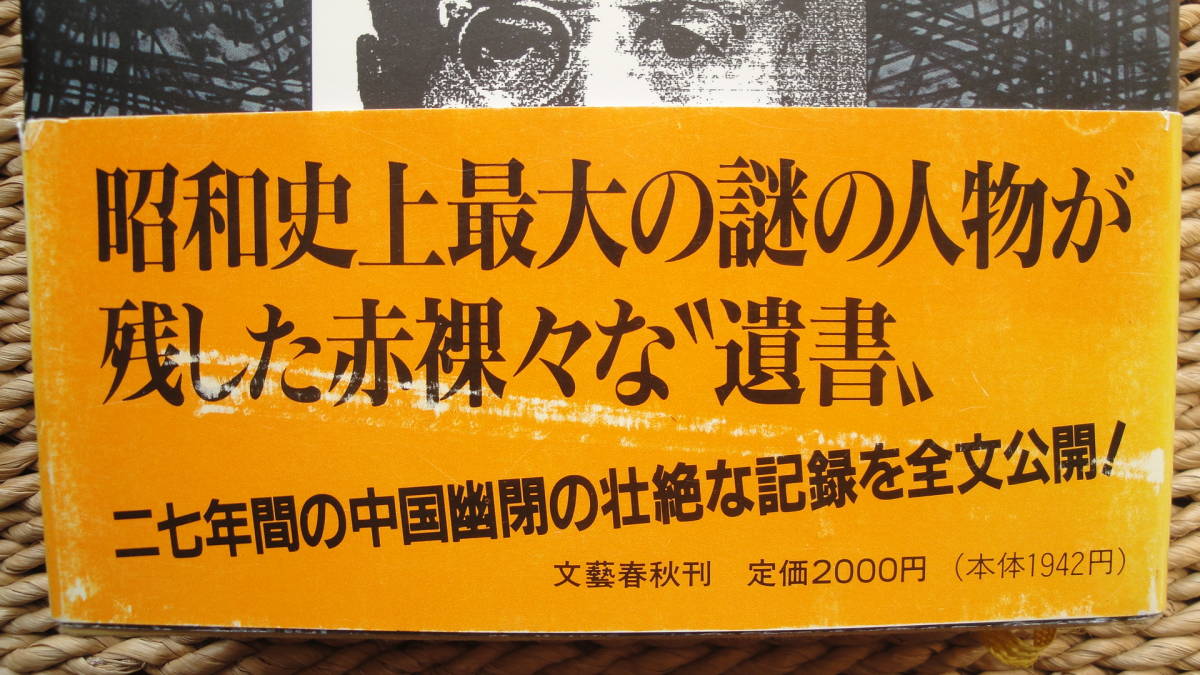 昭和史上最大の謎の人物が
残した赤裸々な〝遺書〟
二七年間の中国幽閉の壮絶な記録を全文公開!
文藝春秋刊 定価2000円 (本体1942円)